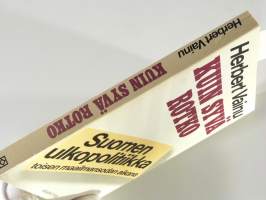 Herbert Vainu
KUIN SYVÄ ROTKO
Herbert Vainu
KUIN SYVÄ
ROTKO
Suomen
ulkopolitiikka
toisen maailmansodan aikana